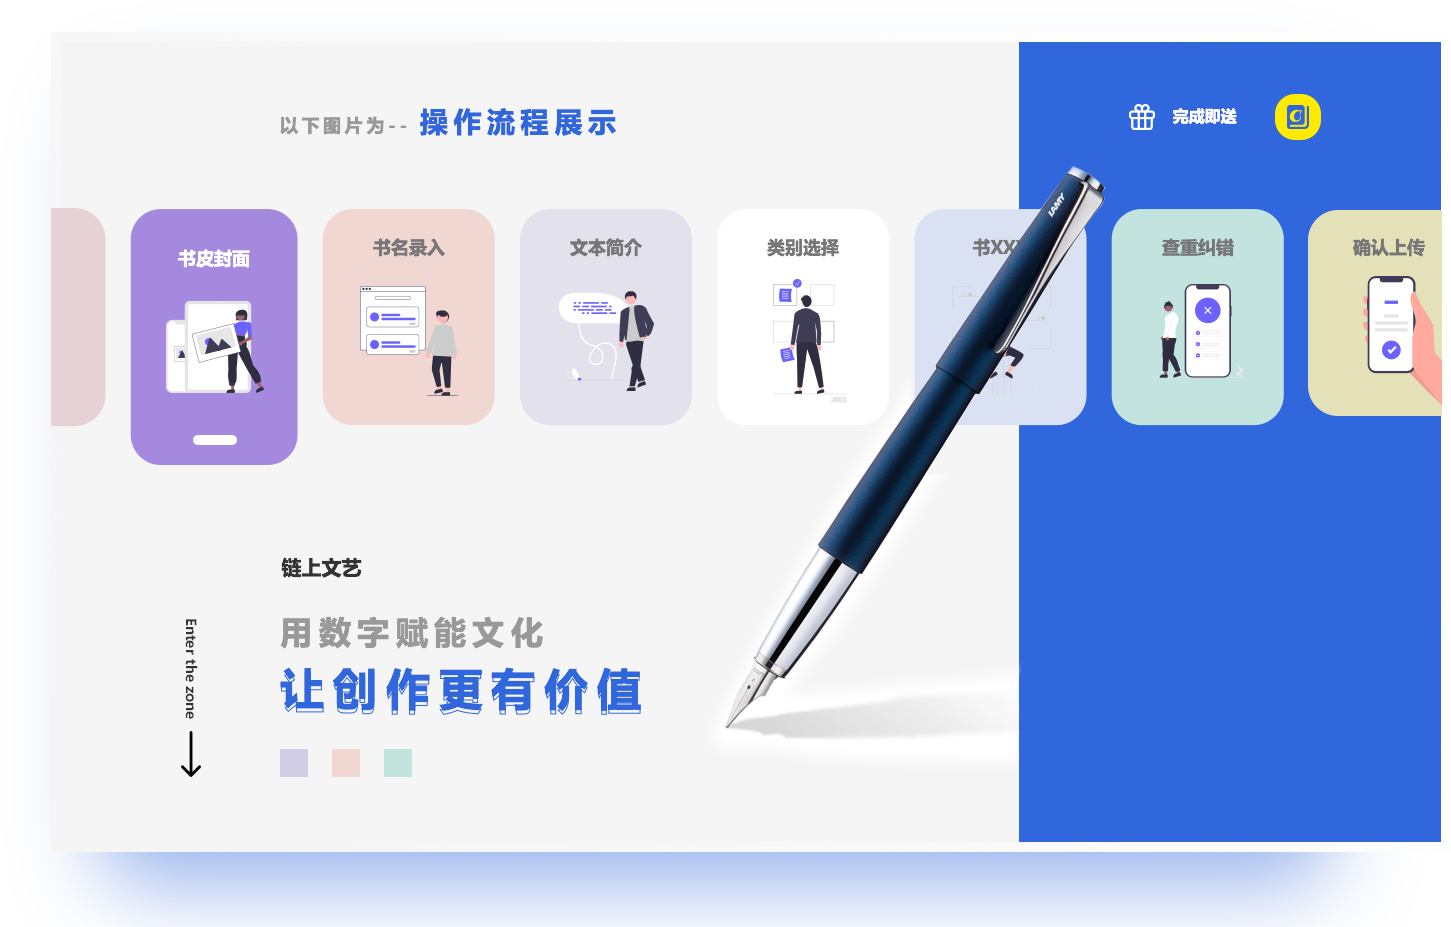 以下图片为-- 操作流程展示
完成即送
书皮封面
书名录入
文本简介
类别选择
书XX
查重纠错
确认上传
LAMY
链上文艺
用数字赋能文化
让创作更有价值
Enter the zone